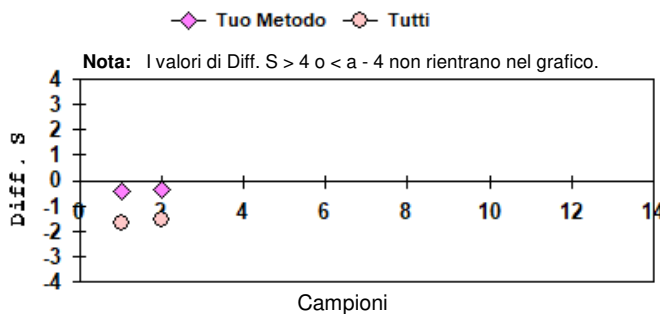 Tuo Metodo Tutti
Nota: I valori di Diff. S > 4 o < a - 4 non rientrano nel grafico.
4
3
2
1
0
-1
-2
-3
-4
Diff. S
0 2 4 6 8 10 12 14
Campioni